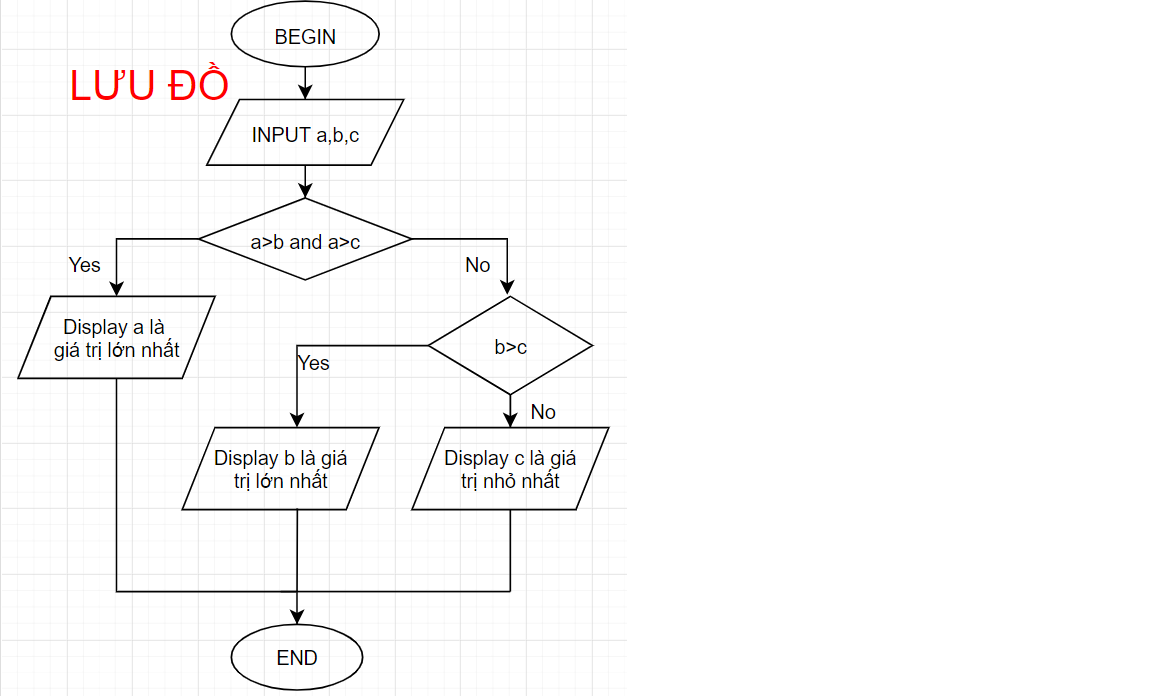 BEGIN
LƯU ĐỒ
INPUT a,b,c
a>b and a>c
Yes
No
Display a là
giá trị lớn nhất
b>c
Yes
No
Display b là giá
trị lớn nhất
Display c là giá
trị nhỏ nhất
END